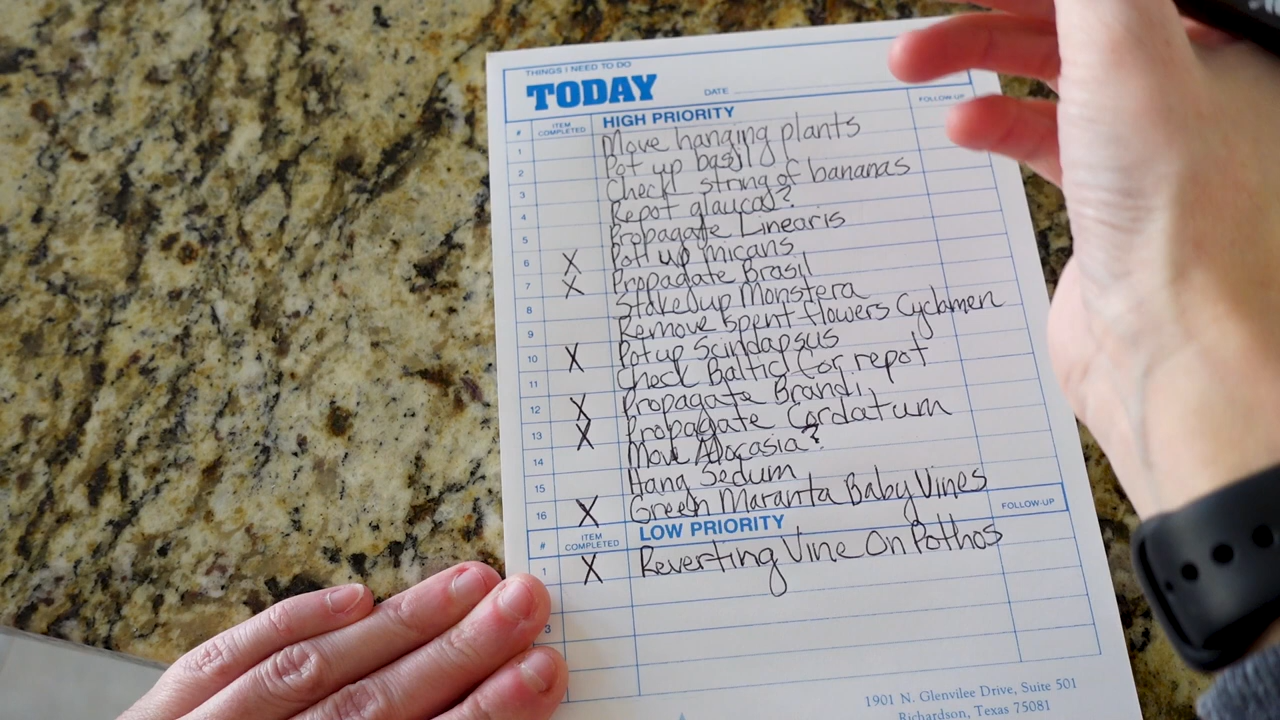 THINGS I NEED TO DO
TODAY DATE
# ITEM COMPLETED HIGH PRIORITY FOLLOW-UP
1 Move hanging plants
2 Pot up basil
3 Check string of bananas
4 Repot glauca?
5 Propagate Linearis
6 X Pot up micans
7 X Propagate Brasil
8 Stake up Monstera
9 Remove spent flowers Cyclamen
10 X Pot up Scindapsus
11 Check Baltic for repot
12 X Propagate Brandi
13 X Propagate Cordatum
14 Move Alocasia?
15 Hang Sedum
16 X Green Maranta Baby Vines
# ITEM COMPLETED LOW PRIORITY FOLLOW-UP
1 X Reverting Vine On Pothos
3
1901 N. Glenvilee Drive, Suite 501
Richardson, Texas 75081